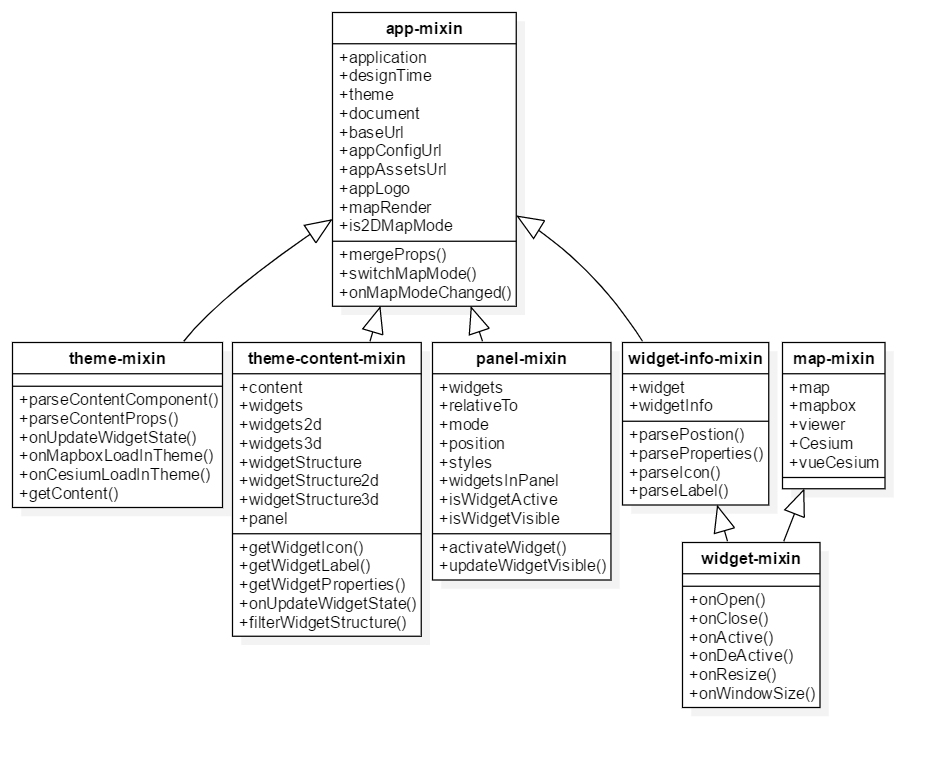 app-mixin
+application
+designTime
+theme
+document
+baseUrl
+appConfigUrl
+appAssetsUrl
+appLogo
+mapRender
+is2DMapMode
+mergeProps()
+switchMapMode()
+onMapModeChanged()
theme-mixin
+parseContentComponent()
+parseContentProps()
+onUpdateWidgetState()
+onMapboxLoadInTheme()
+onCesiumLoadInTheme()
+getContent()
theme-content-mixin
+content
+widgets
+widgets2d
+widgets3d
+widgetStructure
+widgetStructure2d
+widgetStructure3d
+panel
+getWidgetIcon()
+getWidgetLabel()
+getWidgetProperties()
+onUpdateWidgetState()
+filterWidgetStructure()
panel-mixin
+widgets
+relativeTo
+mode
+position
+styles
+widgetsInPanel
+isWidgetActive
+isWidgetVisible
+activateWidget()
+updateWidgetVisible()
widget-info-mixin
+widget
+widgetInfo
+parsePostion()
+parseProperties()
+parseIcon()
+parseLabel()
map-mixin
+map
+mapbox
+viewer
+Cesium
+vueCesium
widget-mixin
+onOpen()
+onClose()
+onActive()
+onDeActive()
+onResize()
+onWindowSize()